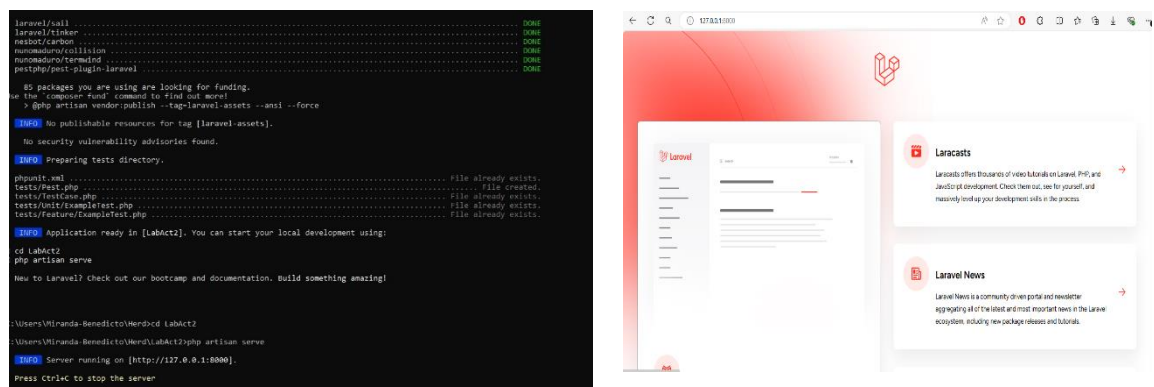 laravel/sail ........ DONE
laravel/tinker ........ DONE
nesbot/carbon ........ DONE
nunomaduro/collision ........ DONE
nunomaduro/termwind ........ DONE
pestphp/pest-plugin-laravel ........ DONE
85 packages you are using are looking for funding.
se the `composer fund` command to find out more!
> @php artisan vendor:publish --tag=laravel-assets --ansi --force
INFO No publishable resources for tag [laravel-assets].
No security vulnerability advisories found.
INFO Preparing tests directory.
phpunit.xml ........ File already exists.
tests/Pest.php ........ File created.
tests/TestCase.php ........ File already exists.
tests/Unit/ExampleTest.php ........ File already exists.
tests/Feature/ExampleTest.php ........ File already exists.
INFO Application ready in [LabAct2]. You can start your local development using:
cd LabAct2
php artisan serve
New to Laravel? Check out our bootcamp and documentation. Build something amazing!
:\Users\Miranda-Benedicto\Herd>cd LabAct2
:\Users\Miranda-Benedicto\Herd\LabAct2>php artisan serve
INFO Server running on [http://127.0.0.1:8000].
Press Ctrl+C to stop the server
127.0.0.1:8000
Laravel
Laracasts
Laracasts offers thousands of video tutorials on Laravel, PHP, and
JavaScript development. Check them out, see for yourself, and
massively level up your development skills in the process.
Laravel News
Laravel News is a community driven portal and newsletter
aggregating all of the latest and most important news in the Laravel
ecosystem, including new package releases and tutorials.